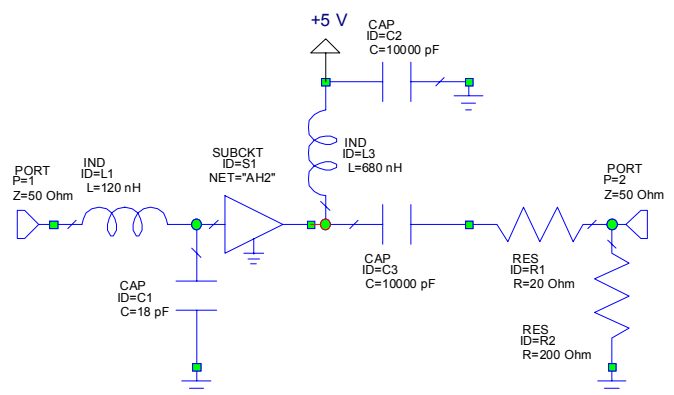 +5 V
CAP
ID=C2
C=10000 pF
IND
ID=L3
L=680 nH
SUBCKT
ID=S1
NET="AH2"
IND
ID=L1
L=120 nH
PORT
P=1
Z=50 Ohm
PORT
P=2
Z=50 Ohm
CAP
ID=C1
C=18 pF
CAP
ID=C3
C=10000 pF
RES
ID=R1
R=20 Ohm
RES
ID=R2
R=200 Ohm